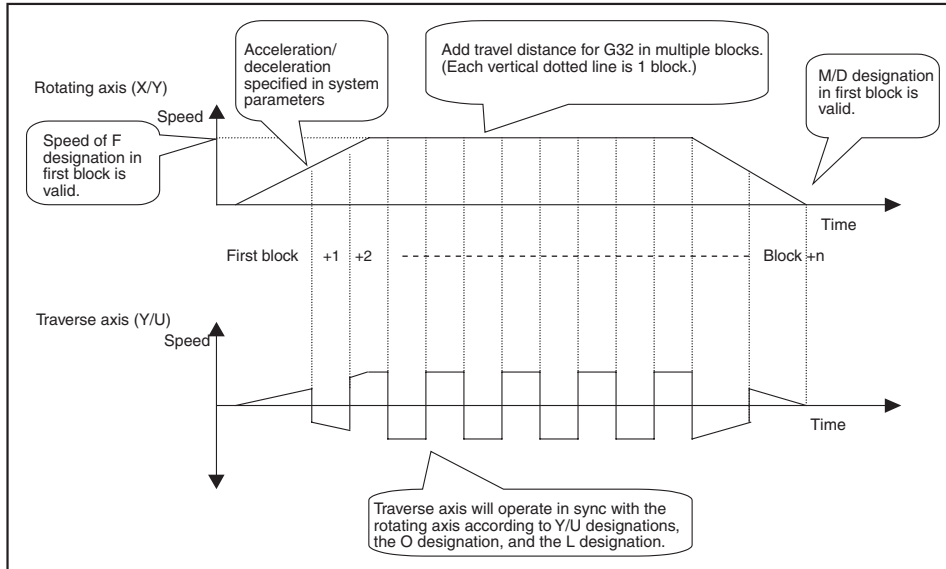 Acceleration/
deceleration
specified in system
parameters
Add travel distance for G32 in multiple blocks.
(Each vertical dotted line is 1 block.)
M/D designation
in first block is
valid.
Rotating axis (X/Y)
Speed
Speed of F
designation in
first block is
valid.
Time
First block +1 +2 Block +n
Traverse axis (Y/U)
Speed
Time
Traverse axis will operate in sync with the
rotating axis according to Y/U designations,
the O designation, and the L designation.